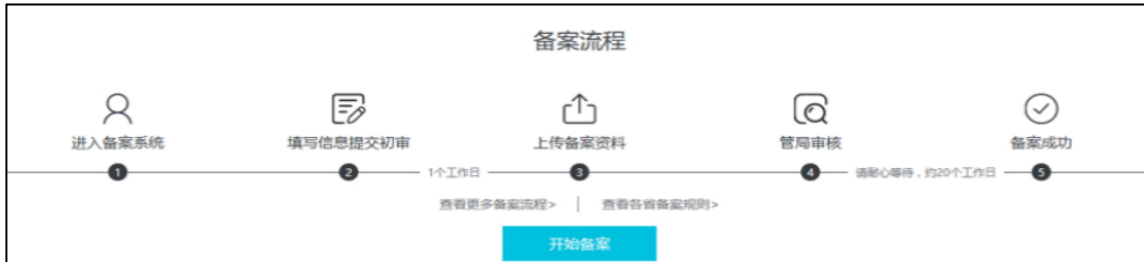 备案流程
进入备案系统
填写信息提交初审
上传备案资料
管局审核
备案成功
1
2
1个工作日
3
4
请耐心等待，约20个工作日
5
查看更多备案流程>
查看各省备案规则>
开始备案